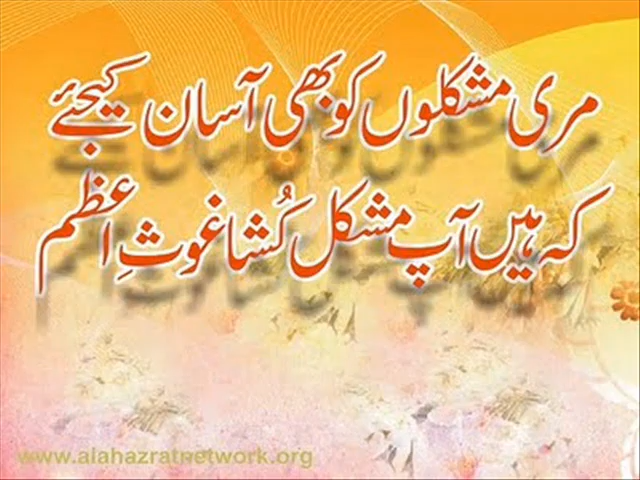 مری مشکلوں کو بھی آسان کیجئے
کہ ہیں آپ مشکل کُشا غوثِ اعظم
www.alahazratnetwork.org